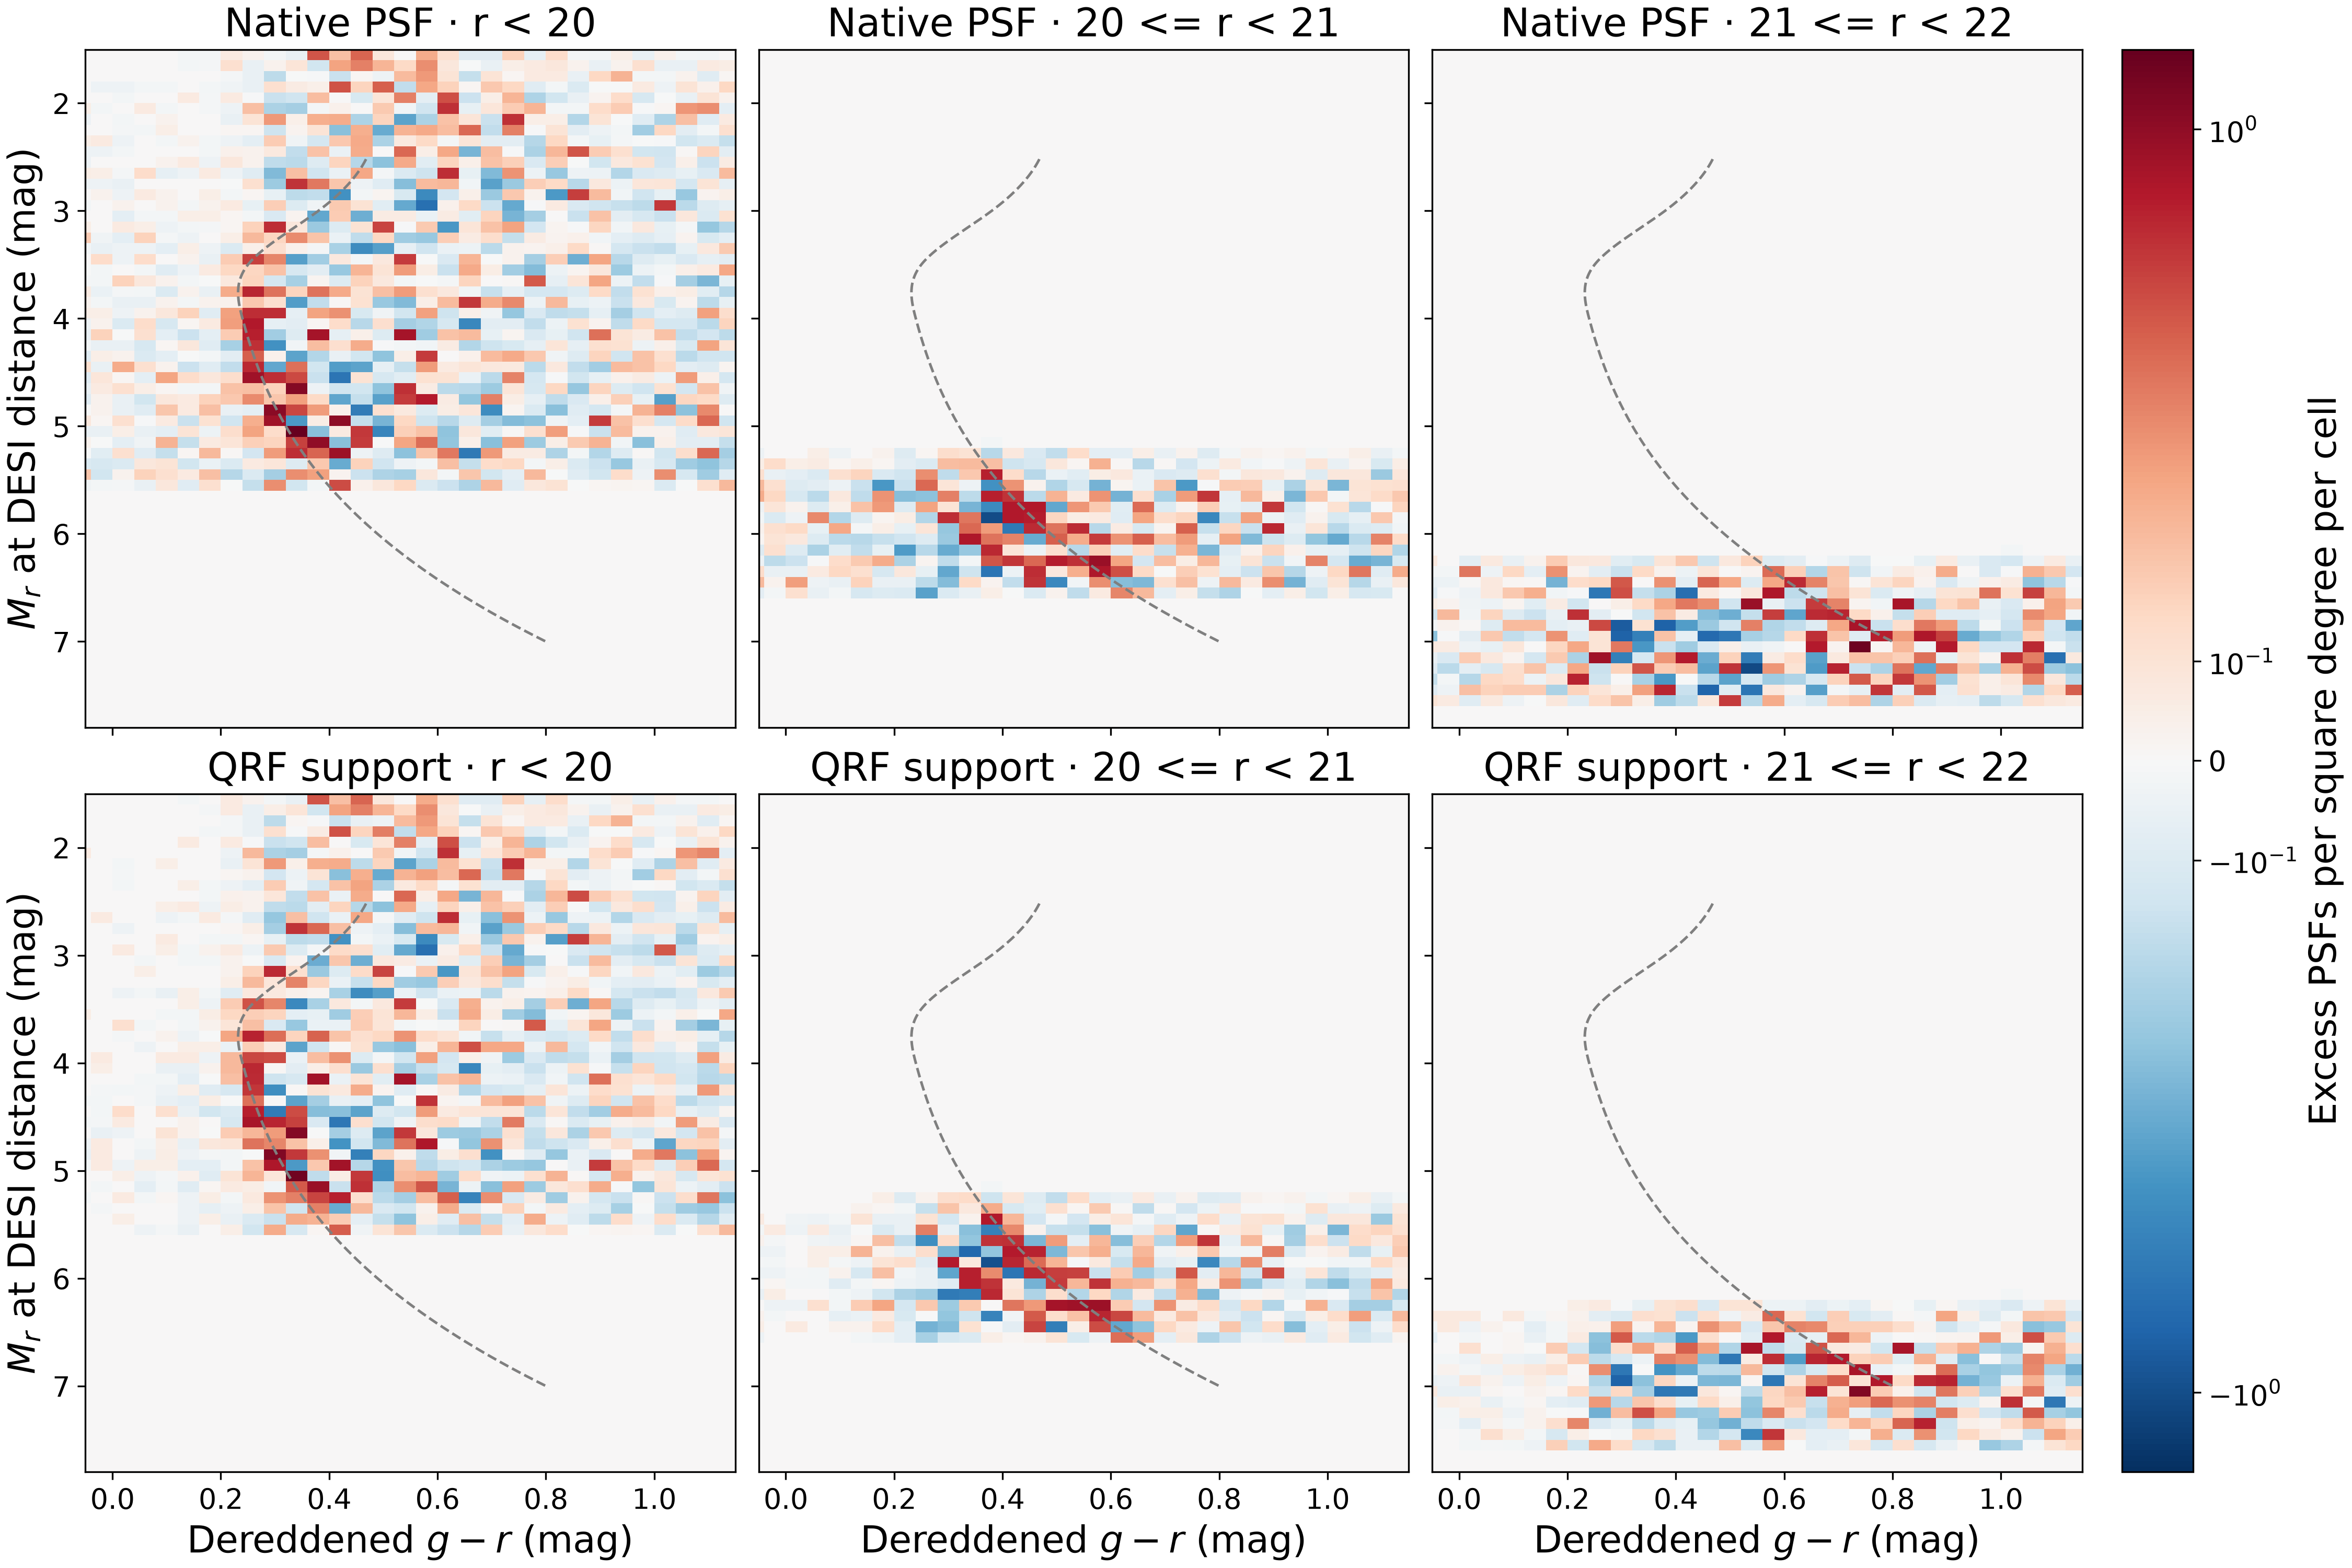 Native PSF · r < 20
Native PSF · 20 <= r < 21
Native PSF · 21 <= r < 22
2
3
4
5
6
7
M_r at DESI distance (mag)
QRF support · r < 20
QRF support · 20 <= r < 21
QRF support · 21 <= r < 22
2
3
4
5
6
7
M_r at DESI distance (mag)
0.0 0.2 0.4 0.6 0.8 1.0
0.0 0.2 0.4 0.6 0.8 1.0
0.0 0.2 0.4 0.6 0.8 1.0
Dereddened g − r (mag)
Dereddened g − r (mag)
Dereddened g − r (mag)
10⁰
10⁻¹
0
−10⁻¹
−10⁰
Excess PSFs per square degree per cell